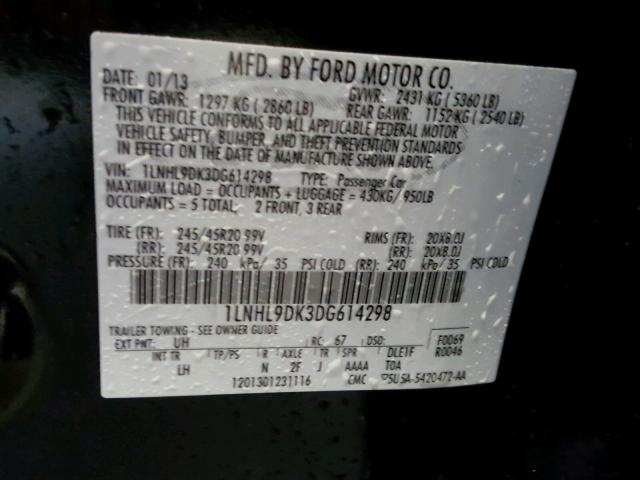 MFD. BY FORD MOTOR CO.
DATE 01/13 GVWR: 2431 KG ( 5360 LB)
FRONT GAWR: 1297 KG ( 2860 LB) REAR GAWR: 1152 KG ( 2540 LB)
THIS VEHICLE CONFORMS TO ALL APPLICABLE FEDERAL MOTOR
VEHICLE SAFETY, BUMPER, AND THEFT PREVENTION STANDARDS
IN EFFECT ON THE DATE OF MANUFACTURE SHOWN ABOVE.
VIN: 1LNHL9DK3DG614298 TYPE: Passenger Car
MAXIMUM LOAD = OCCUPANTS + LUGGAGE = 430KG/ 950LB
OCCUPANTS = 5 TOTAL; 2 FRONT, 3 REAR
TIRE (FR): 245/45R20 99V RIMS (FR): 20X8.0J
(RR): 245/45R20 99V (RR): 20X8.0J
PRESSURE (FR): 240 kPa/ 35 PSI COLD (RR): 240 kPa/ 35 PSI COLD
1LNHL9DK3DG614298
TRAILER TOWING - SEE OWNER GUIDE
EXT PNT: UH RC: 67 DSO: F0069
TP/PS R AXLE TR SPR DLETF R0046
LH N 2F J AAAA TOA
1201301231116 CMC 5U5A-5420472-AA